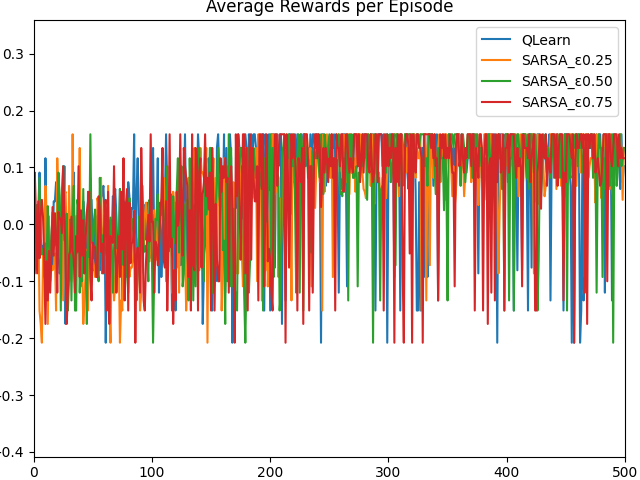 Average Rewards per Episode
QLearn
SARSA_ε0.25
SARSA_ε0.50
SARSA_ε0.75
0.3
0.2
0.1
0.0
-0.1
-0.2
-0.3
-0.4
0 100 200 300 400 500